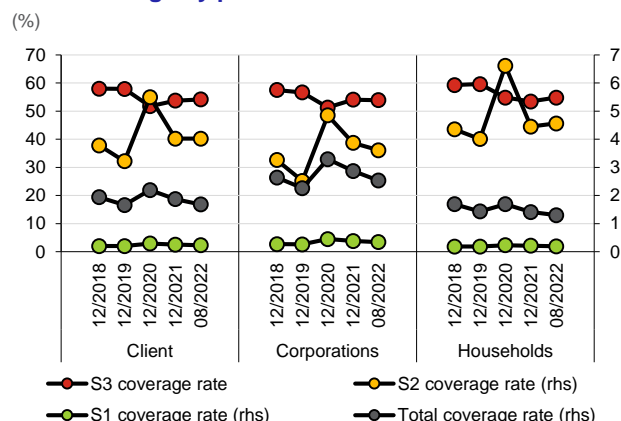 (%)
70 7
60 6
50 5
40 4
30 3
20 2
10 1
0 0
12/2018 12/2019 12/2020 12/2021 08/2022 12/2018 12/2019 12/2020 12/2021 08/2022 12/2018 12/2019 12/2020 12/2021 08/2022
Client Corporations Households
S3 coverage rate S2 coverage rate (rhs)
S1 coverage rate (rhs) Total coverage rate (rhs)